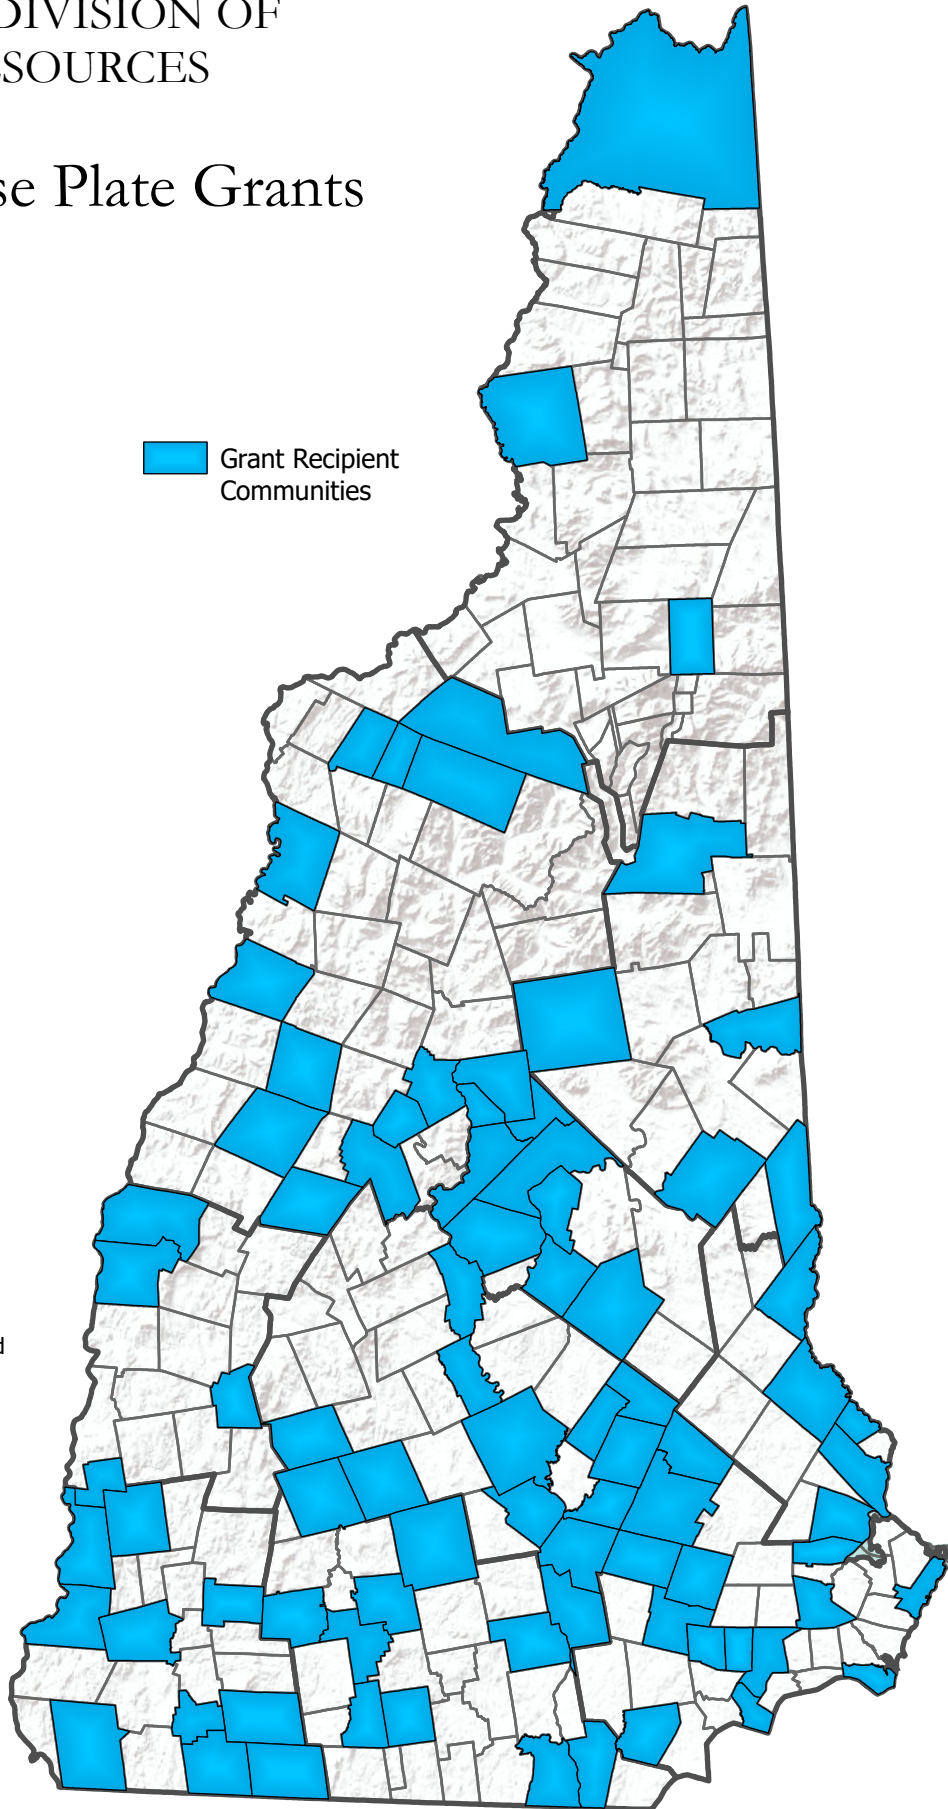 DIVISION OF
SOURCES
se Plate Grants
Grant Recipient
Communities
d